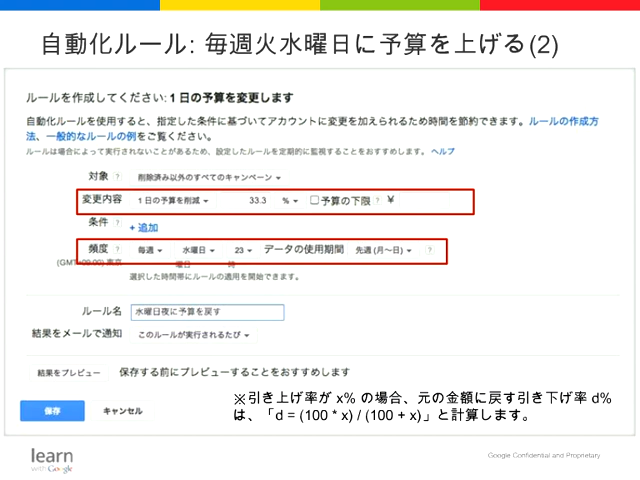 自動化ルール: 毎週火水曜日に予算を上げる(2)
ルールを作成してください: 1 日の予算を変更します
自動化ルールを使用すると、指定した条件に基づいてアカウントに変更を加えられるため時間を節約できます。ルールの作成方
法、一般的なルールの例をご覧ください。
ルールは場合によって実行されないことがあるため、設定したルールを定期的に監視することをおすすめします。 ヘルプ
対象 ? 削除済み以外のすべてのキャンペーン
変更内容 1 日の予算を削減 33.3 % 予算の下限 ? ¥
条件 ? + 追加
頻度 ? 毎週 水曜日 23 データの使用期間 先週 (月～日) ?
(GMT+09:00) 東京 曜日 時
選択した時間帯にルールの適用を開始できます。
ルール名 水曜日夜に予算を戻す
結果をメールで通知 このルールが実行されるたび
結果をプレビュー 保存する前にプレビューすることをおすすめします
※引き上げ率が x% の場合、元の金額に戻す引き下げ率 d%
は、「d = (100 * x) / (100 + x)」と計算します。
保存 キャンセル
learn
with Google
Google Confidential and Proprietary